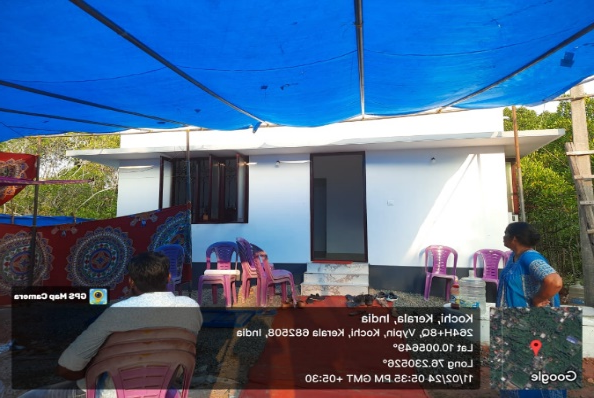 GPS Map Camera
Kochi, Kerala, India
264H+8Q, Vypin, Kochi, Kerala 682508, India
Lat 10.005649°
Long 76.230526°
11/02/24 05:35 PM GMT +05:30
Google